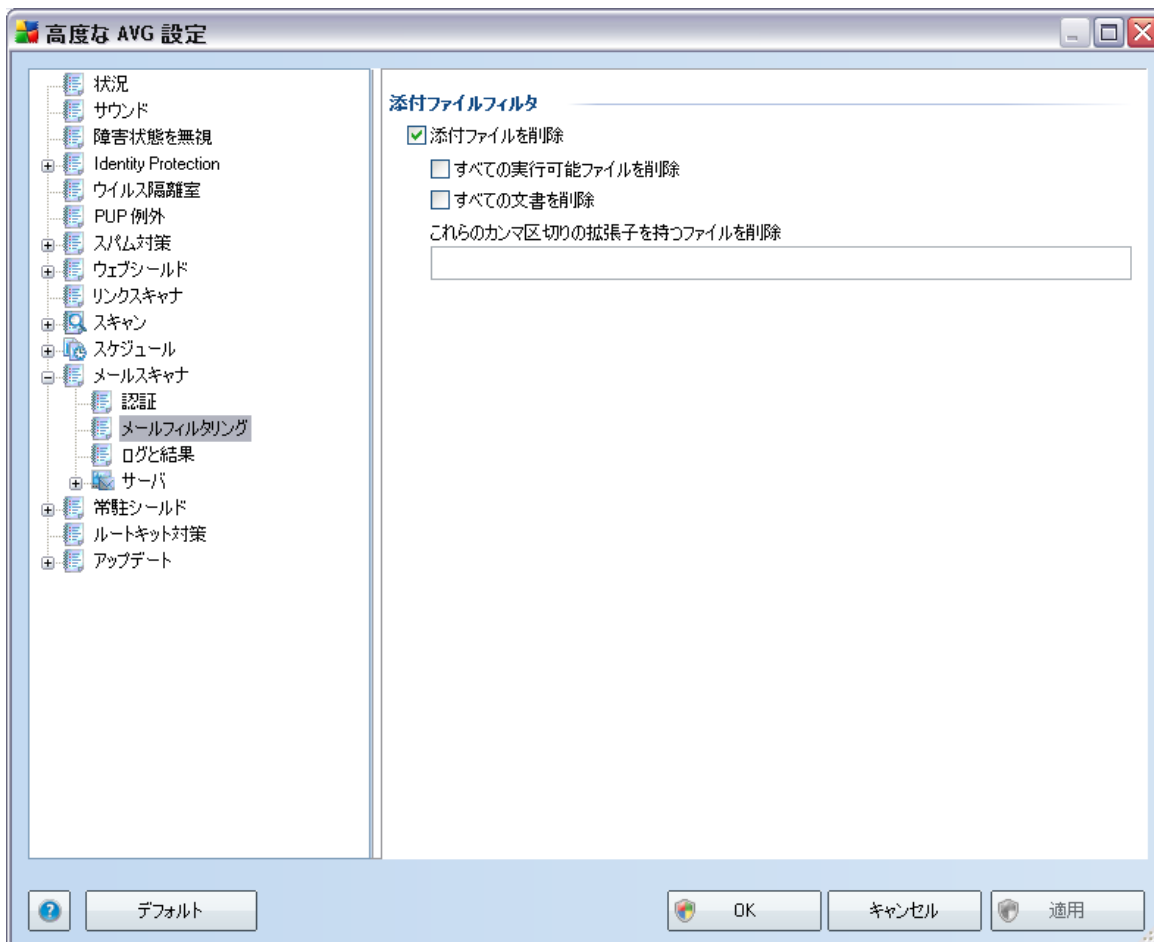 高度な AVG 設定
状況
サウンド
障害状態を無視
Identity Protection
ウイルス隔離室
PUP 例外
スパム対策
ウェブシールド
リンクスキャナ
スキャン
スケジュール
メールスキャナ
認証
メールフィルタリング
ログと結果
サーバ
常駐シールド
ルートキット対策
アップデート
添付ファイルフィルタ
添付ファイルを削除
すべての実行可能ファイルを削除
すべての文書を削除
これらのカンマ区切りの拡張子を持つファイルを削除
デフォルト
OK
キャンセル
適用